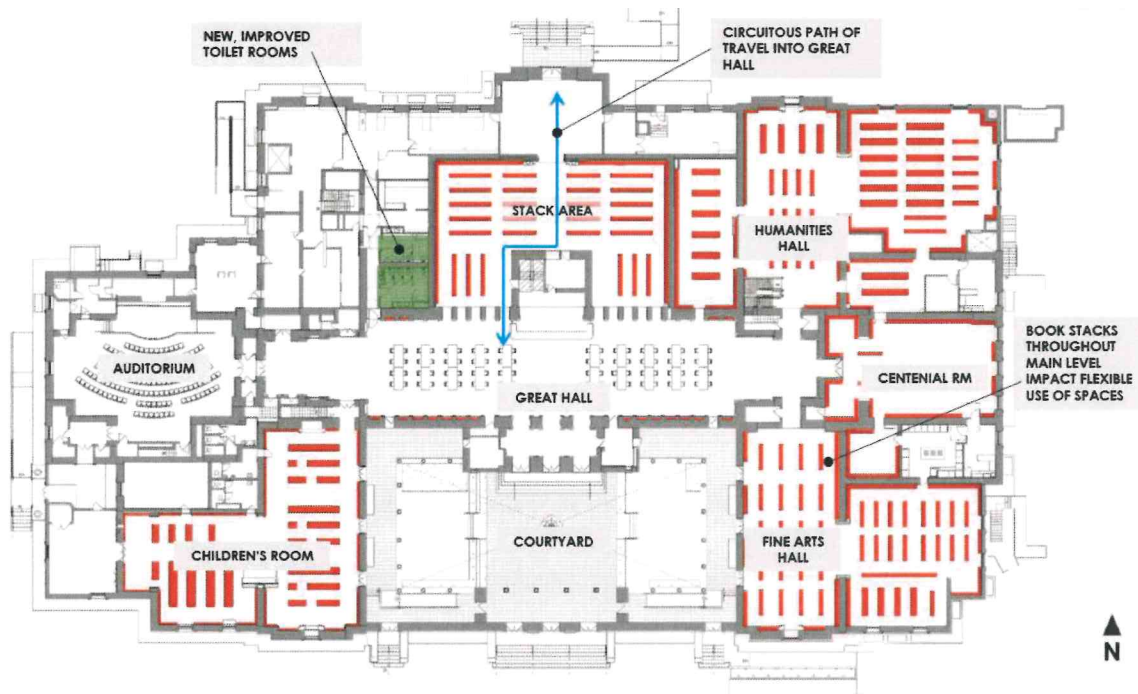 NEW, IMPROVED
TOILET ROOMS
CIRCUITOUS PATH OF
TRAVEL INTO GREAT
HALL
STACK AREA
HUMANITIES
HALL
BOOK STACKS
THROUGHOUT
MAIN LEVEL
IMPACT FLEXIBLE
USE OF SPACES
AUDITORIUM
CENTENIAL RM
GREAT HALL
COURTYARD
FINE ARTS
HALL
CHILDREN'S ROOM
N